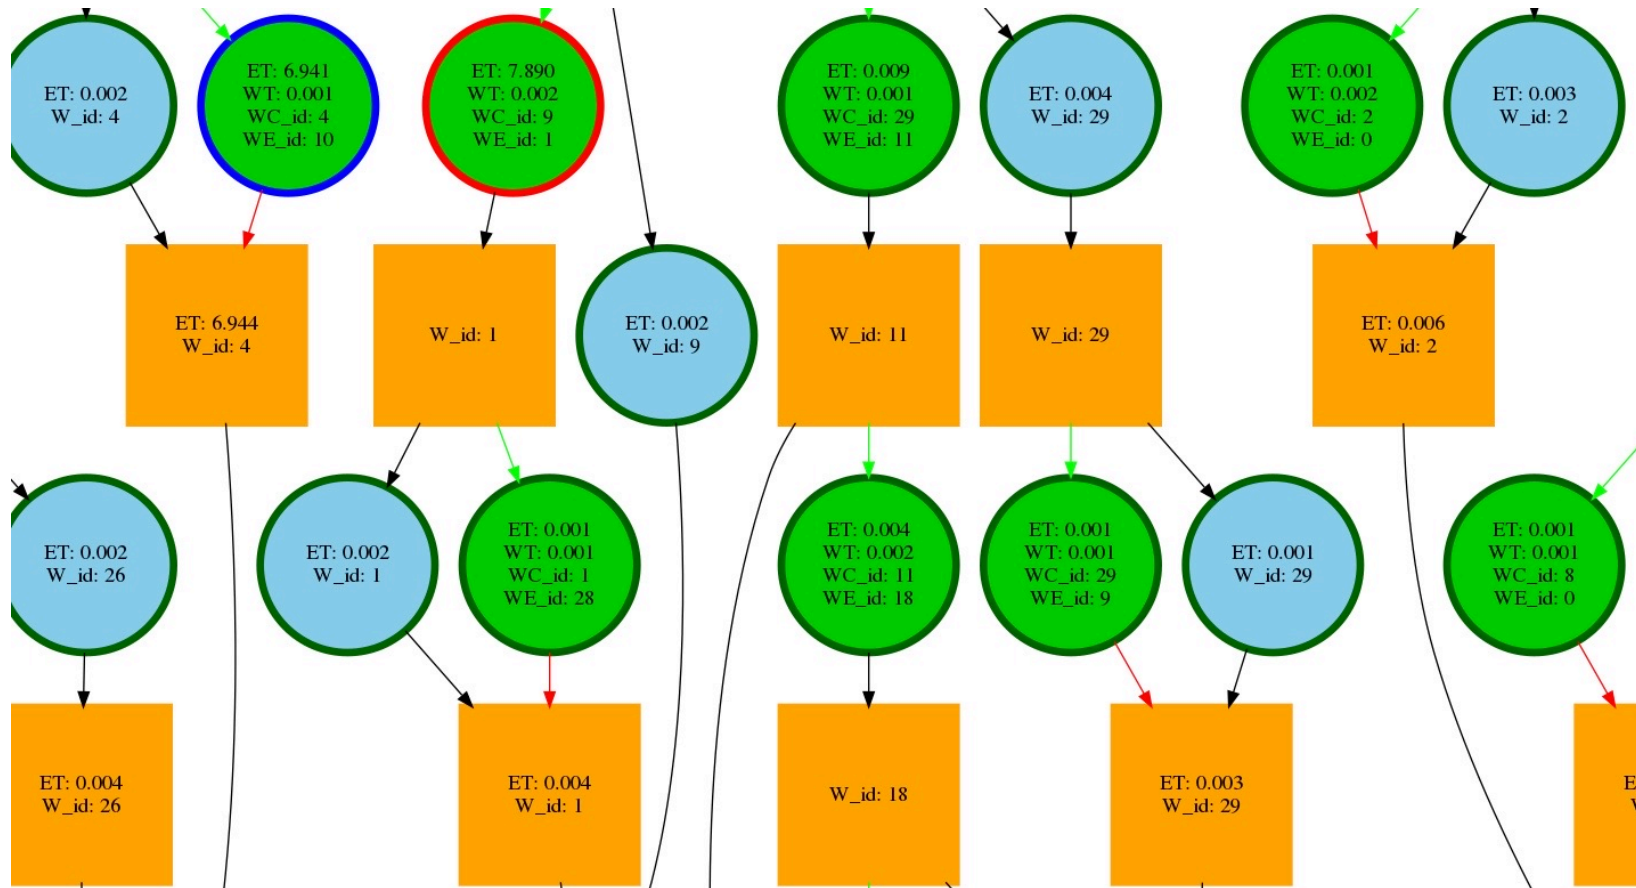 ET: 0.002
W_id: 4
ET: 6.941
WT: 0.001
WC_id: 4
WE_id: 10
ET: 7.890
WT: 0.002
WC_id: 9
WE_id: 1
ET: 0.009
WT: 0.001
WC_id: 29
WE_id: 11
ET: 0.004
W_id: 29
ET: 0.001
WT: 0.002
WC_id: 2
WE_id: 0
ET: 0.003
W_id: 2
ET: 6.944
W_id: 4
W_id: 1
ET: 0.002
W_id: 9
W_id: 11
W_id: 29
ET: 0.006
W_id: 2
ET: 0.002
W_id: 26
ET: 0.002
W_id: 1
ET: 0.001
WT: 0.001
WC_id: 1
WE_id: 28
ET: 0.004
WT: 0.002
WC_id: 11
WE_id: 18
ET: 0.001
WT: 0.001
WC_id: 29
WE_id: 9
ET: 0.001
W_id: 29
ET: 0.001
WT: 0.001
WC_id: 8
WE_id: 0
ET: 0.004
W_id: 26
ET: 0.004
W_id: 1
W_id: 18
ET: 0.003
W_id: 29